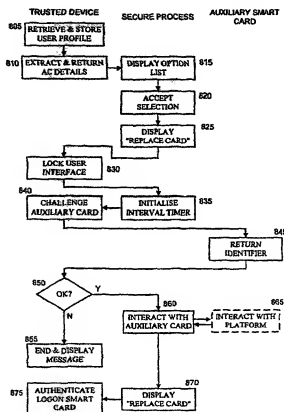 TRUSTED DEVICE
SECURE PROCESS
AUXILIARY SMART
CARD
805
RETRIEVE & STORE
USER PROFILE
810
EXTRACT & RETURN
AC DETAILS
815
DISPLAY OPTION
LIST
820
ACCEPT
SELECTION
825
DISPLAY
"REPLACE CARD"
LOCK USER
INTERFACE
830
840
CHALLENGE
AUXILIARY CARD
835
INITIALISE
INTERVAL TIMER
845
RETURN
IDENTIFIER
850
OK?
Y
N
860
INTERACT WITH
AUXILIARY CARD
865
INTERACT WITH
PLATFORM
855
END & DISPLAY
MESSAGE
870
DISPLAY
"REPLACE CARD"
875
AUTHENTICATE
LOGON SMART
CARD